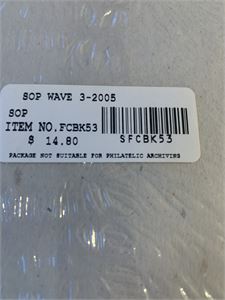 SOP WAVE 3-2005
SOP
ITEM NO.FCBK53
$ 14.80
SFCBK53
PACKAGE NOT SUITABLE FOR PHILATELIC ARCHIVING